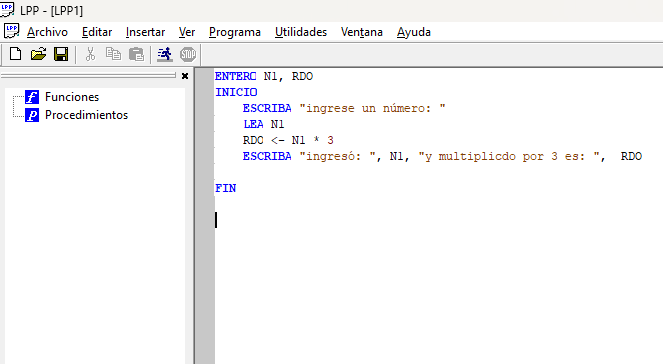 LPP - [LPP1]
Archivo Editar Insertar Ver Programa Utilidades Ventana Ayuda
STOP
Funciones
Procedimientos
ENTERO N1, RDO
INICIO
ESCRIBA "ingrese un número: "
LEA N1
RDO <- N1 * 3
ESCRIBA "ingresó: ", N1, "y multiplicdo por 3 es: ", RDO
FIN